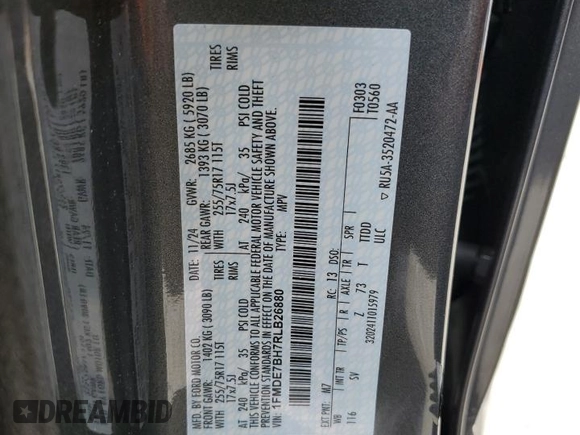 MFD. BY FORD MOTOR CO.
DATE: 11/24 GVWR: 2685 KG ( 5920 LB)
FRONT GAWR: 1402 KG ( 3090 LB) REAR GAWR: 1393 KG ( 3070 LB)
WITH 255/75R17 115T TIRES WITH 255/75R17 115T TIRES
17x7.5J RIMS 17x7.5J RIMS
AT 240 kPa/ 35 PSI COLD AT 240 kPa/ 35 PSI COLD
THIS VEHICLE CONFORMS TO ALL APPLICABLE FEDERAL MOTOR VEHICLE SAFETY AND THEFT
PREVENTION STANDARDS IN EFFECT ON THE DATE OF MANUFACTURE SHOWN ABOVE.
VIN: 1FMDE7BH7RLB26880 TYPE: MPV
F0303
T0560
EXT PNT: M7 RC: 13 DSO:
WB INT TR TP/PS R AXLE TR SPR
116 SV Z 73 T TTDD
3202411015979 ULC
▽ RU5A-3520472-AA
DREAMBID